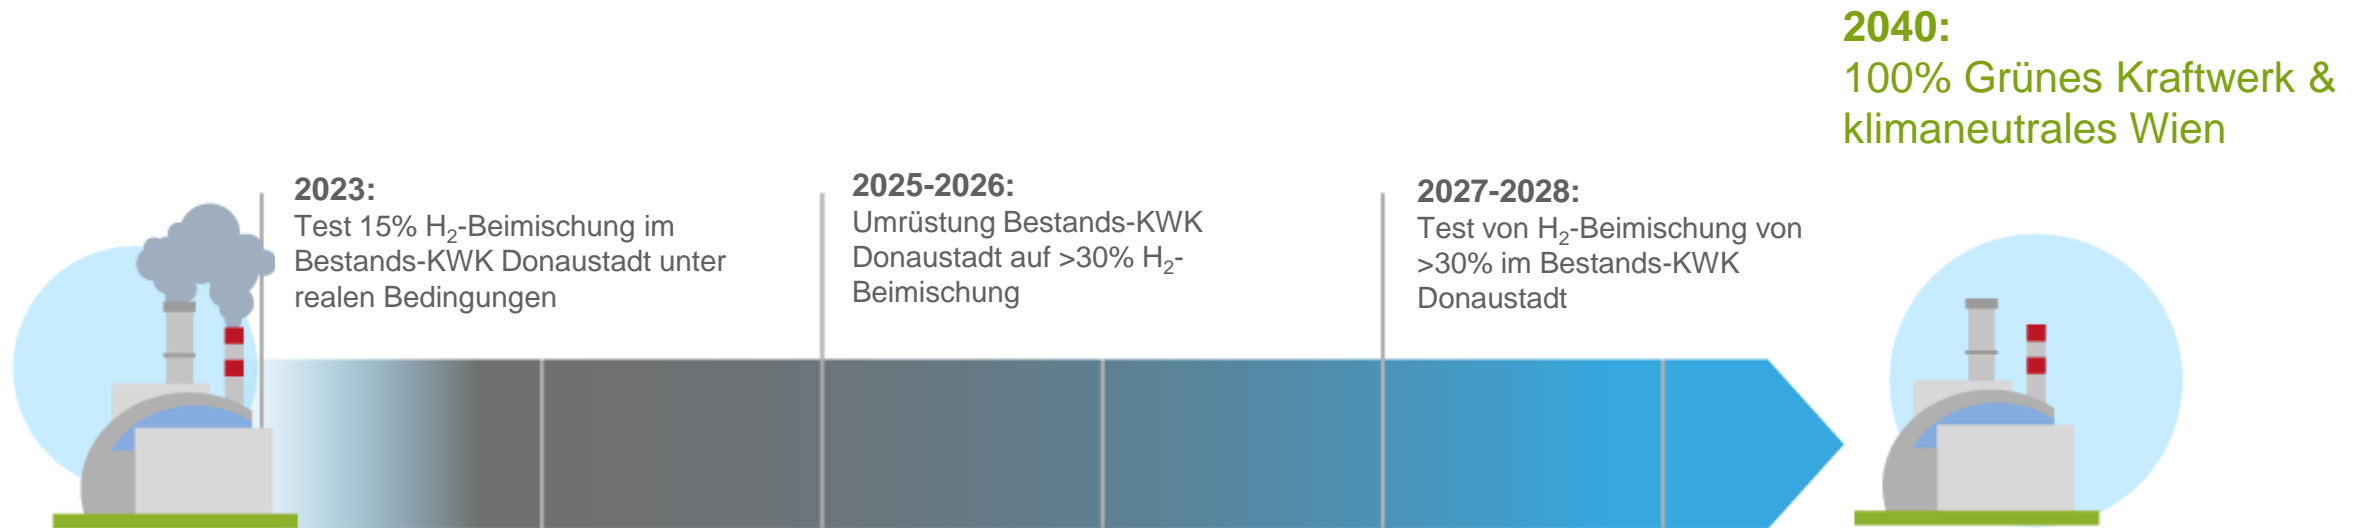 2040:
100% Grünes Kraftwerk &
klimaneutrales Wien
2023:
Test 15% H₂-Beimischung im
Bestands-KWK Donaustadt unter
realen Bedingungen
2025-2026:
Umrüstung Bestands-KWK
Donaustadt auf >30% H₂-
Beimischung
2027-2028:
Test von H₂-Beimischung von
>30% im Bestands-KWK
Donaustadt